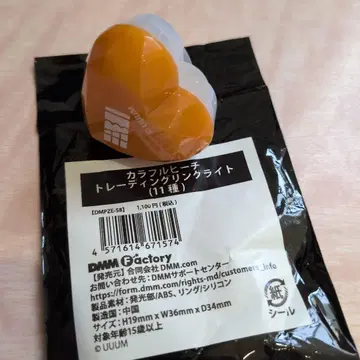 カラフルピーチ
トレーディングリングライト
(11種)
【DMPZE-58】 1,100円(税込)
4 571614 671574
DMM Factory
(発売元) 合同会社DMM.com
お問い合わせ先：DMMサポートセンター
https://form.dmm.com/rights-md/customers_info
製品素材：発光部/ABS、リング/シリコン
製造国：中国
サイズ：H19mm x W36mm x D34mm
対象年齢15歳以上
© UUUM
紙
シール